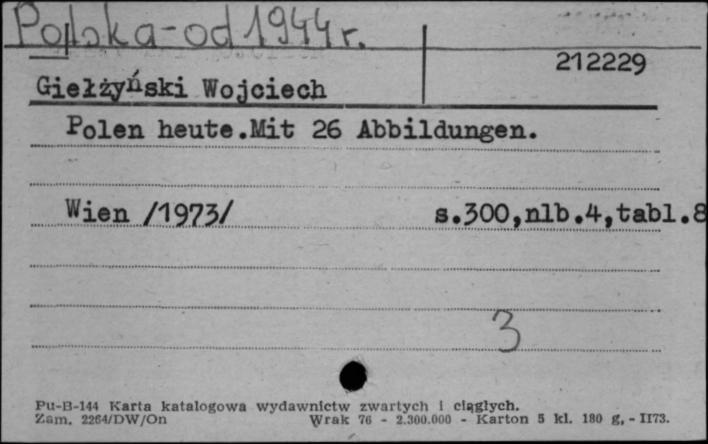 Polska-od 1944r.
212229
Giełżyński Wojciech
Polen heute.Mit 26 Abbildungen.
Wien /1973/ s.300,nlb.4,tabl.8
3
Pu-B-144 Karta katalogowa wydawnictw zwartych i ciągłych.
Zam. 2264/DW/On Wrak 76 - 2.300.000 - Karton 5 kl. 180 g, - II73.